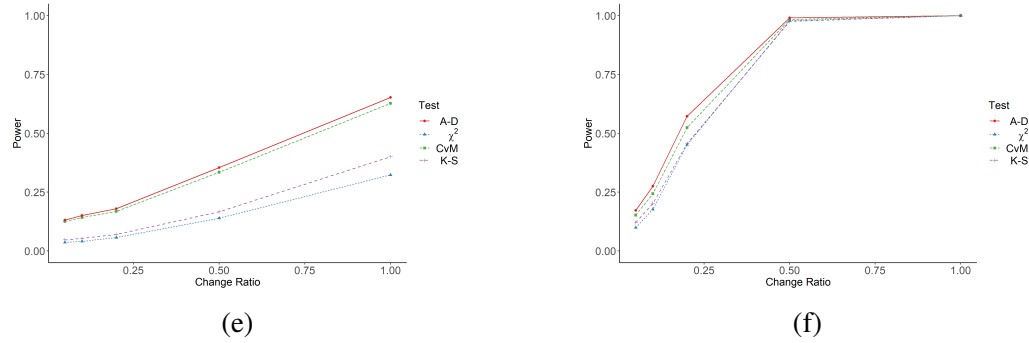 1.00
0.75
0.50
0.25
0.00
Power
0.25
0.50
0.75
1.00
Change Ratio
Test
A-D
χ²
CvM
K-S
(e)
1.00
0.75
0.50
0.25
0.00
Power
0.25
0.50
0.75
1.00
Change Ratio
Test
A-D
χ²
CvM
K-S
(f)